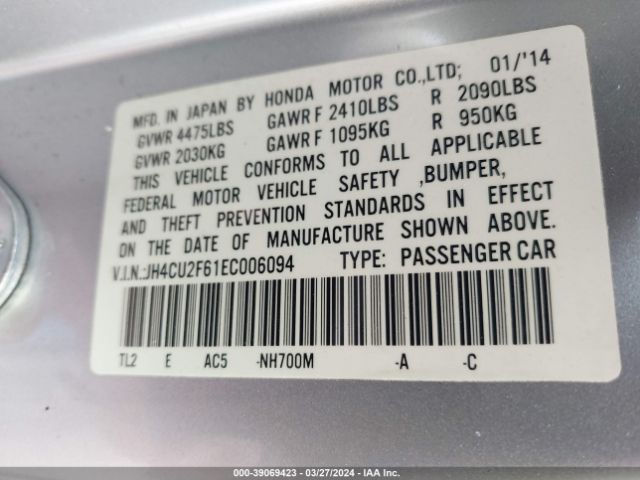 MFD. IN JAPAN BY HONDA MOTOR CO.,LTD; 01/'14
GVWR 4475LBS GAWR F 2410LBS R 2090LBS
GVWR 2030KG GAWR F 1095KG R 950KG
THIS VEHICLE CONFORMS TO ALL APPLICABLE
FEDERAL MOTOR VEHICLE SAFETY ,BUMPER,
AND THEFT PREVENTION STANDARDS IN EFFECT
ON THE DATE OF MANUFACTURE SHOWN ABOVE.
V.I.N.:JH4CU2F61EC006094 TYPE: PASSENGER CAR
TL2 E AC5 -NH700M -A -C
© - 39069423 - 03/27/2024 - IAA Inc.